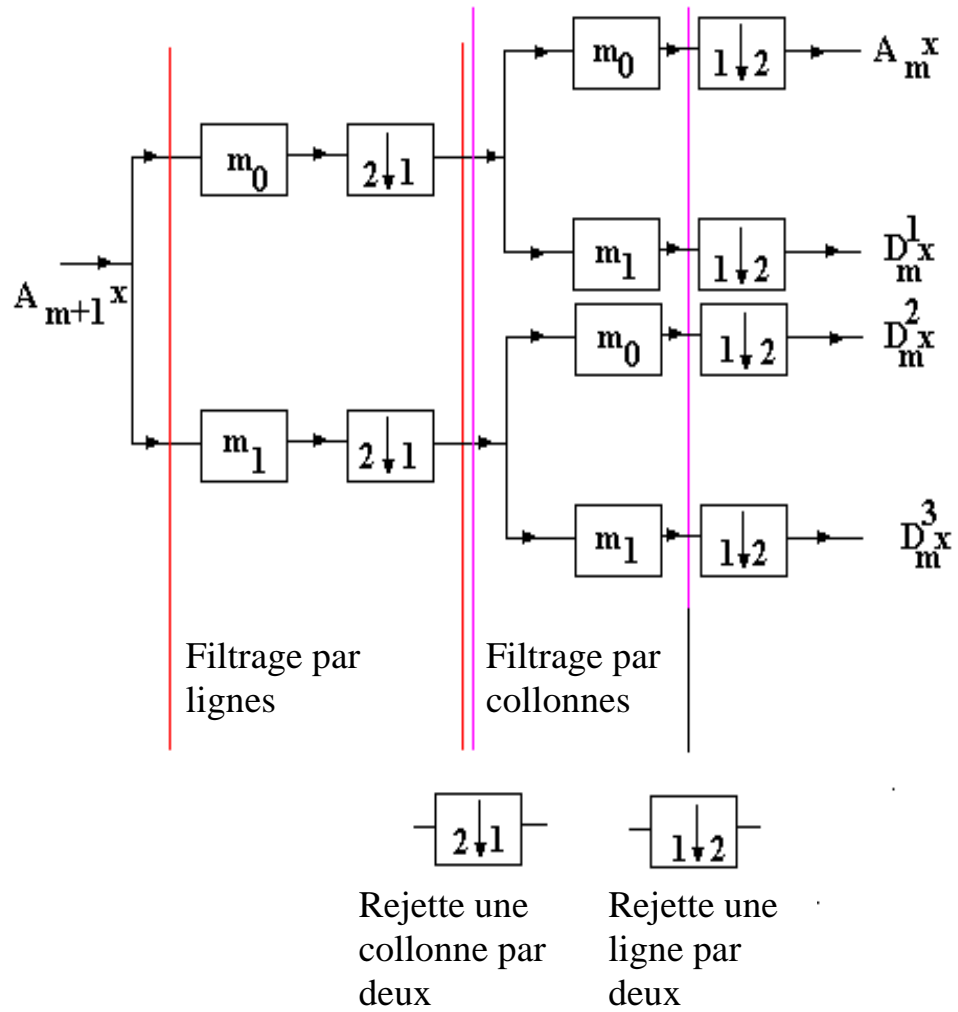 m0 1↓2 A m x
m0 2↓1
m1 1↓2 D m 1 x
A m+1 x
m0 1↓2 D m 2 x
m1 2↓1
m1 1↓2 D m 3 x
Filtrage par
lignes
Filtrage par
collonnes
2↓1
1↓2
Rejette une
collonne par
deux
Rejette une
ligne par
deux